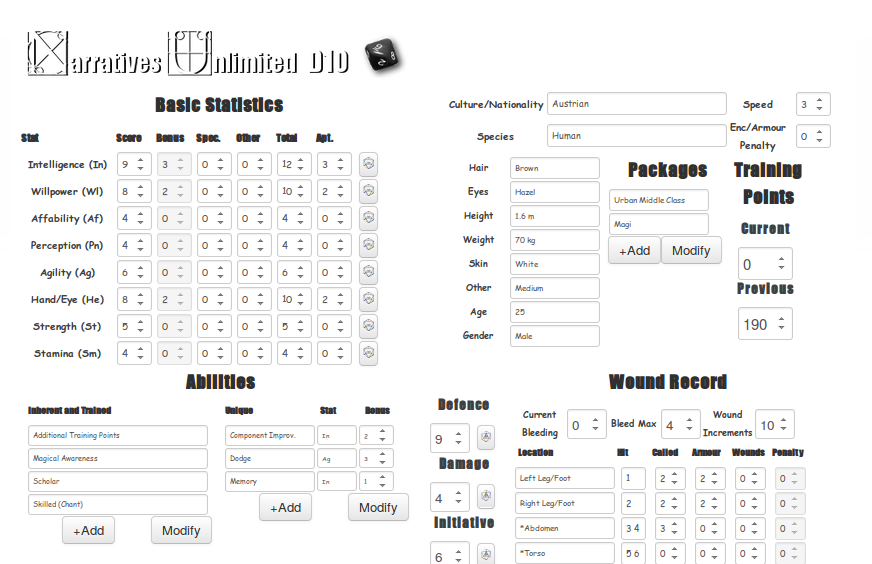 Narratives Unlimited D10
Basic Statistics
Stat Score Bonus Spec. Other Total Apt.
Intelligence (In) 9 3 0 0 12 3
Willpower (Wl) 8 2 0 0 10 2
Affability (Af) 4 0 0 0 4 0
Perception (Pn) 4 0 0 0 4 0
Agility (Ag) 6 0 0 0 6 0
Hand/Eye (He) 8 2 0 0 10 2
Strength (St) 5 0 0 0 5 0
Stamina (Sm) 4 0 0 0 4 0
Culture/Nationality Austrian Speed 3
Species Human Enc/Armour Penalty 0
Hair Brown
Eyes Hazel
Height 1.6 m
Weight 70 kg
Skin White
Other Medium
Age 25
Gender Male
Packages
Urban Middle Class
Magi
+Add Modify
Training
Points
Current
0
Previous
190
Abilities
Inherent and Trained
Additional Training Points
Magical Awareness
Scholar
Skilled (Chant)
+Add Modify
Unique Stat Bonus
Component Improv. In 2
Dodge Ag 3
Memory In 1
+Add Modify
Defence
9
Damage
4
Initiative
6
Wound Record
Current Bleeding 0 Bleed Max 4 Wound Increments 10
Location Hit Called Armour Wounds Penalty
Left Leg/Foot 1 2 2 0 0
Right Leg/Foot 2 2 2 0 0
*Abdomen 3 4 3 0 0 0
*Torso 5 6 0 0 0 0